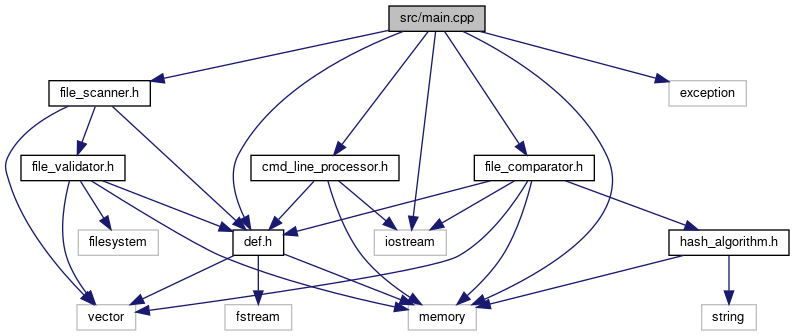 src/main.cpp
file_scanner.h
exception
file_validator.h
cmd_line_processor.h
file_comparator.h
filesystem
def.h
iostream
hash_algorithm.h
vector
fstream
memory
string